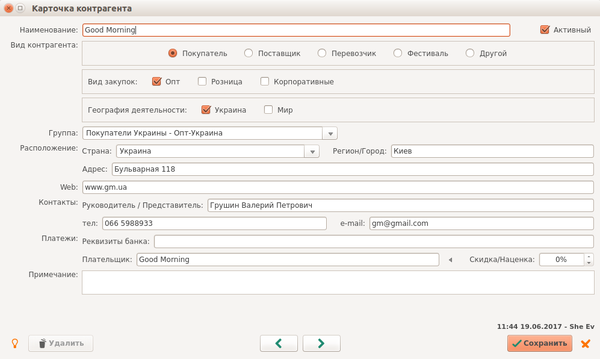 Карточка контрагента
Наименование: Good Morning Активный
Вид контрагента: Покупатель Поставщик Перевозчик Фестиваль Другой
Вид закупок: Опт Розница Корпоративные
География деятельности: Украина Мир
Группа: Покупатели Украины - Опт-Украина
Расположение: Страна: Украина Регион/Город: Киев
Адрес: Бульварная 118
Web: www.gm.ua
Контакты: Руководитель / Представитель: Грушин Валерий Петрович
тел: 066 5988933 e-mail: gm@gmail.com
Платежи: Реквизиты банка:
Плательщик: Good Morning Скидка/Наценка: 0%
Примечание:
11:44 19.06.2017 - She Ev
Удалить Сохранить